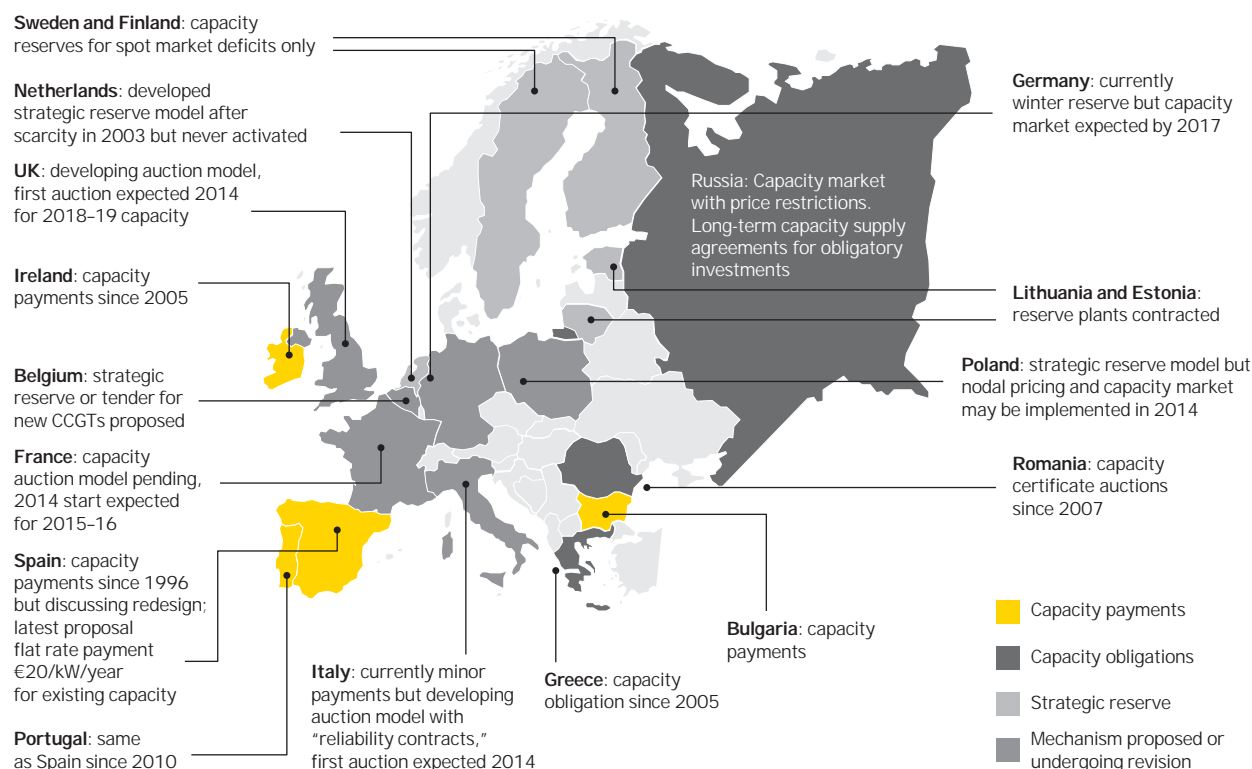 Sweden and Finland: capacity
reserves for spot market deficits only
Netherlands: developed
strategic reserve model after
scarcity in 2003 but never activated
UK: developing auction model,
first auction expected 2014
for 2018–19 capacity
Ireland: capacity
payments since 2005
Belgium: strategic
reserve or tender for
new CCGTs proposed
France: capacity
auction model pending,
2014 start expected
for 2015–16
Spain: capacity
payments since 1996
but discussing redesign;
latest proposal
flat rate payment
€20/kW/year
for existing capacity
Portugal: same
as Spain since 2010
Italy: currently minor
payments but developing
auction model with
“reliability contracts,”
first auction expected 2014
Greece: capacity
obligation since 2005
Bulgaria: capacity
payments
Russia: Capacity market
with price restrictions.
Long-term capacity supply
agreements for obligatory
investments
Germany: currently
winter reserve but capacity
market expected by 2017
Lithuania and Estonia:
reserve plants contracted
Poland: strategic reserve model but
nodal pricing and capacity market
may be implemented in 2014
Romania: capacity
certificate auctions
since 2007
Capacity payments
Capacity obligations
Strategic reserve
Mechanism proposed or
undergoing revision